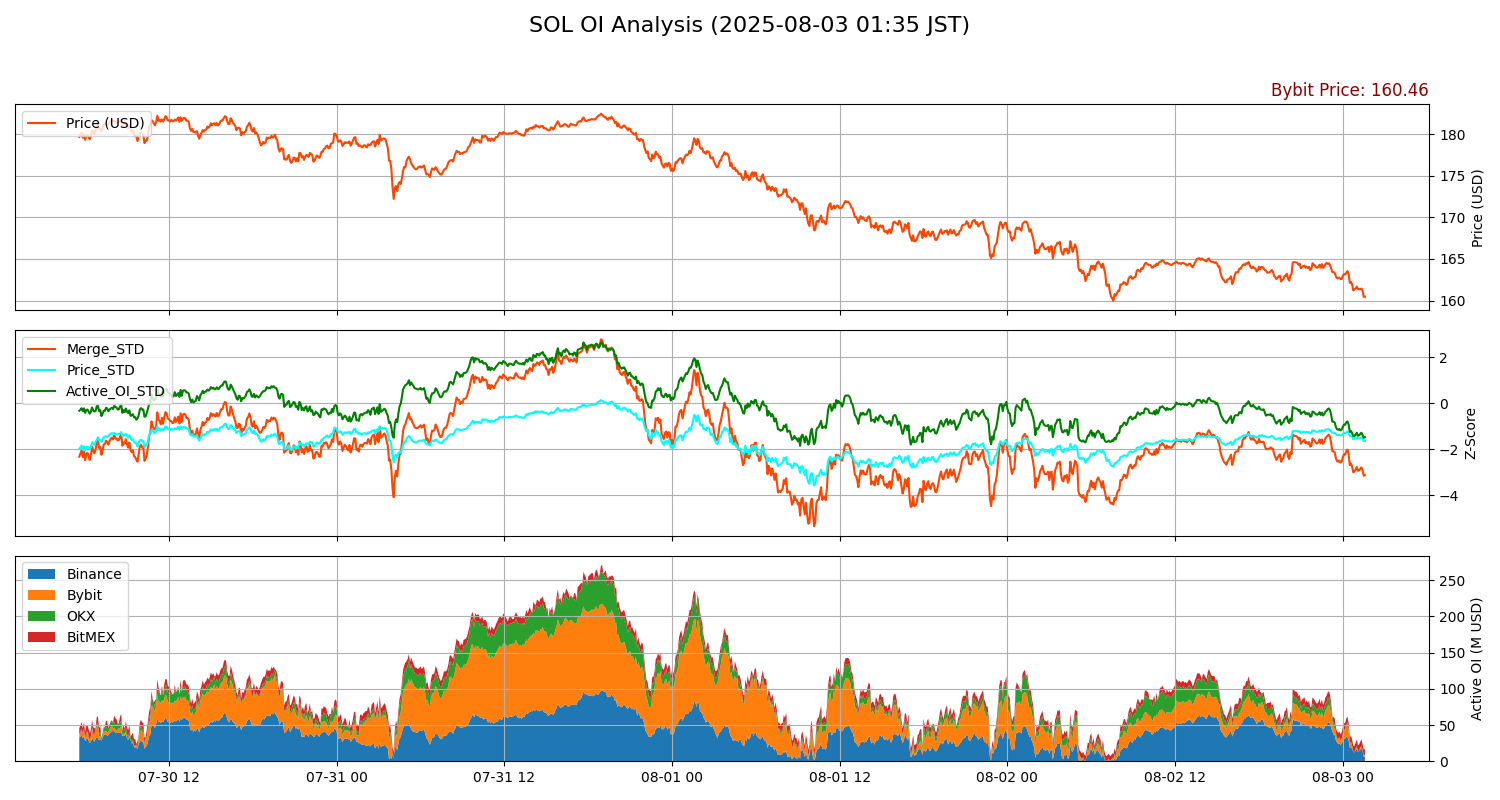 SOL OI Analysis (2025-08-03 01:35 JST)
Bybit Price: 160.46
Price (USD)
180
175
170
165
160
Price (USD)
Merge_STD
Price_STD
Active_OI_STD
2
0
−2
−4
Z-Score
Binance
Bybit
OKX
BitMEX
250
200
150
100
50
0
Active OI (M USD)
07-30 12
07-31 00
07-31 12
08-01 00
08-01 12
08-02 00
08-02 12
08-03 00